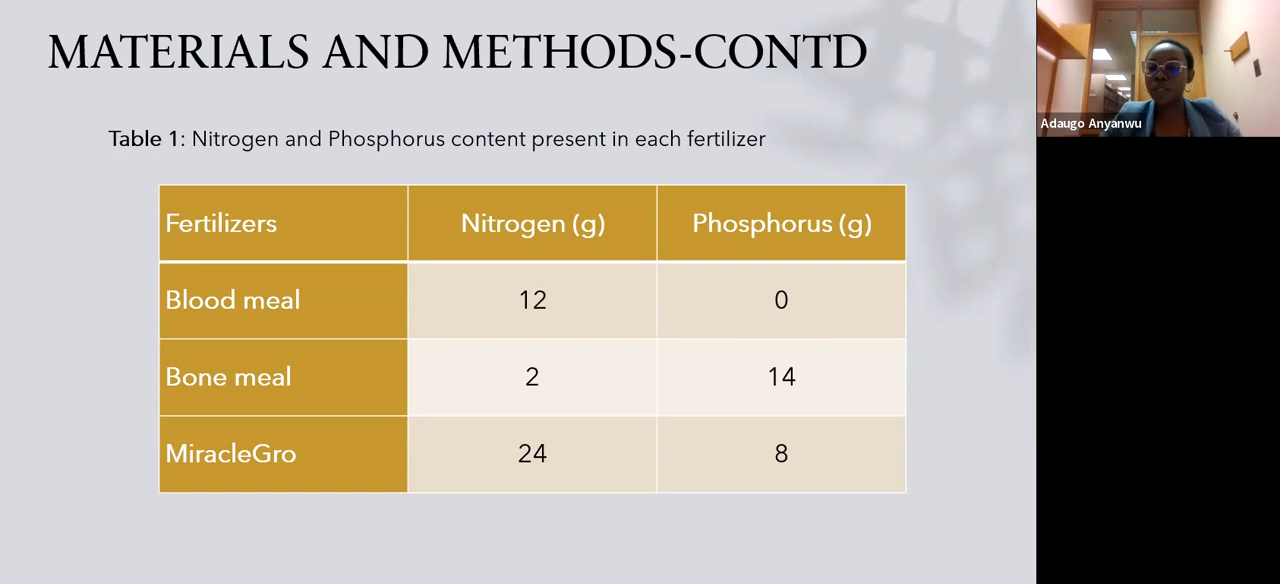 MATERIALS AND METHODS-CONTD
Table 1: Nitrogen and Phosphorus content present in each fertilizer
Fertilizers Nitrogen (g) Phosphorus (g)
Blood meal 12 0
Bone meal 2 14
MiracleGro 24 8
Adaugo Anyanwu